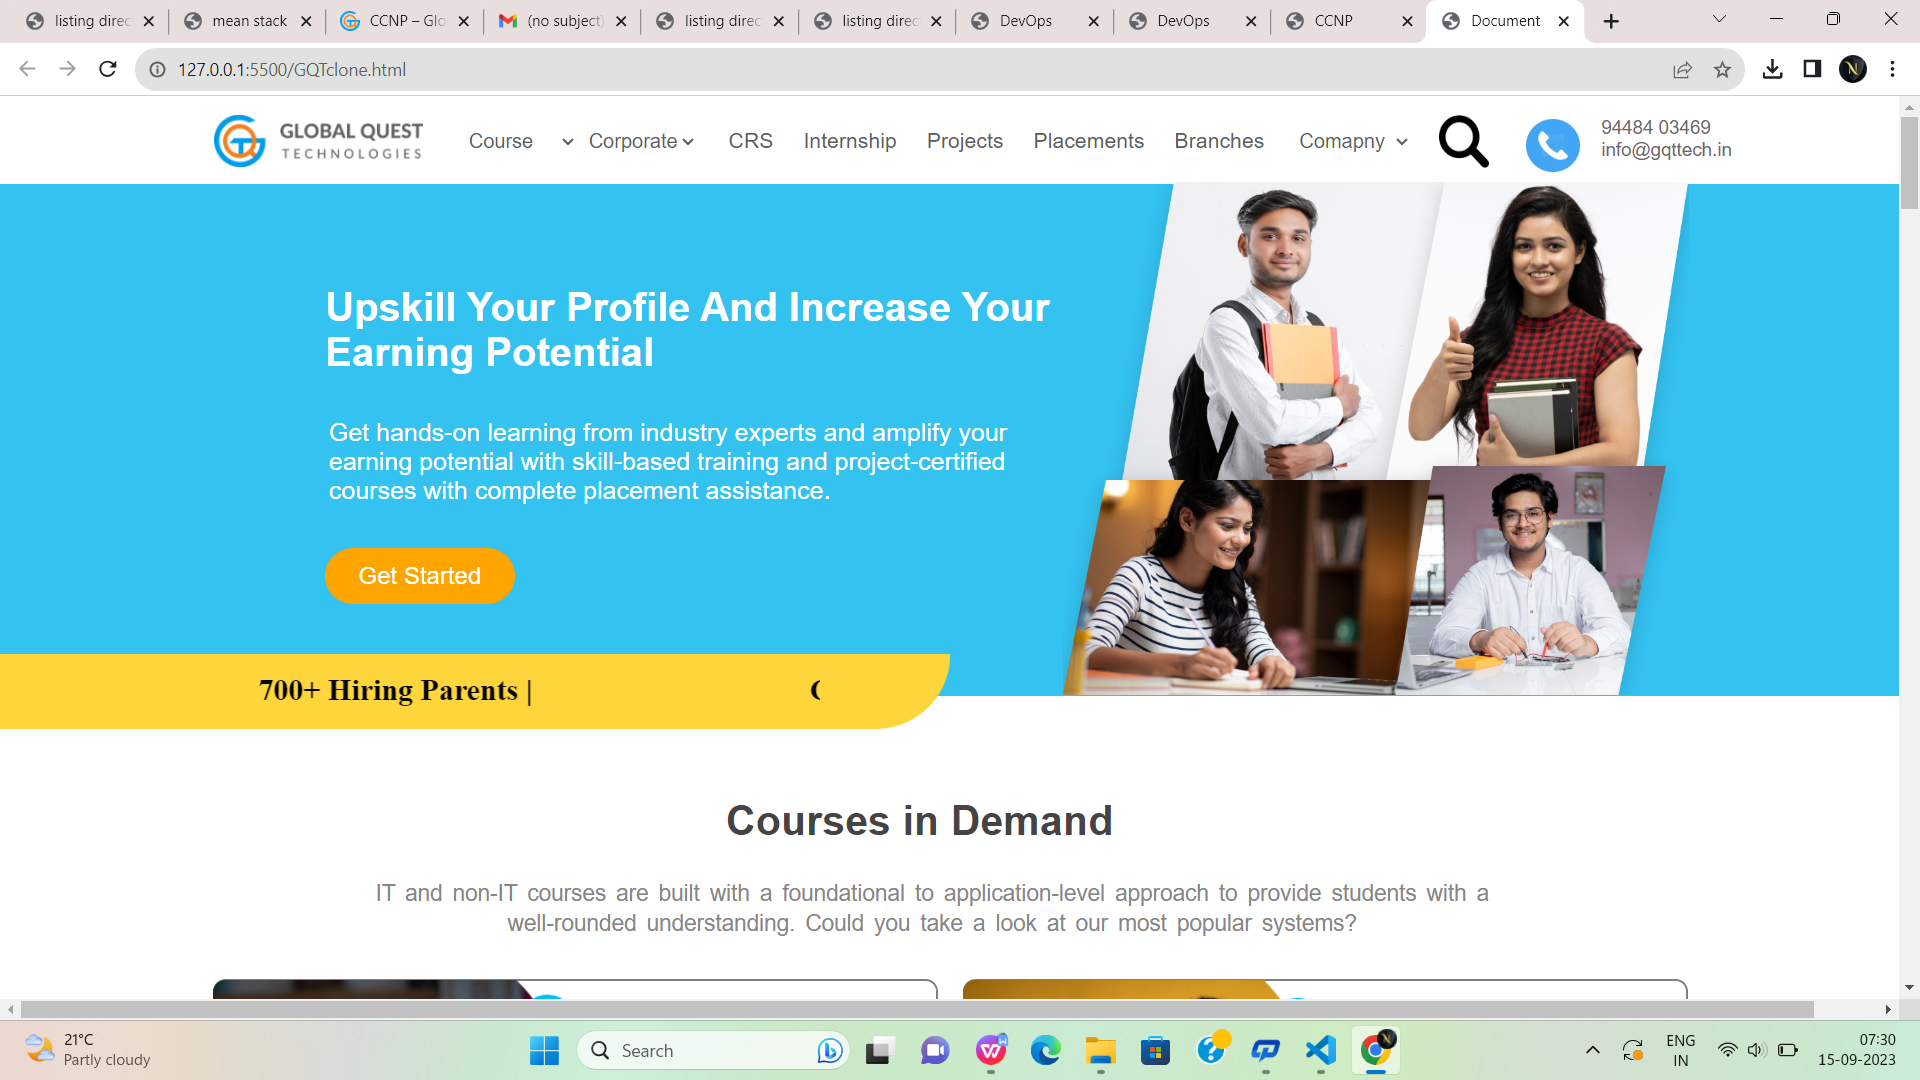 listing direc
mean stack
CCNP – Glo
(no subject)
listing direc
listing direc
DevOps
DevOps
CCNP
Document
127.0.0.1:5500/GQTclone.html
GLOBAL QUEST
TECHNOLOGIES
Course
Corporate
CRS
Internship
Projects
Placements
Branches
Comapny
94484 03469
info@gqttech.in
Upskill Your Profile And Increase Your
Earning Potential
Get hands-on learning from industry experts and amplify your
earning potential with skill-based training and project-certified
courses with complete placement assistance.
Get Started
700+ Hiring Parents |
Courses in Demand
IT and non-IT courses are built with a foundational to application-level approach to provide students with a
well-rounded understanding. Could you take a look at our most popular systems?
21°C
Partly cloudy
Search
ENG
IN
07:30
15-09-2023